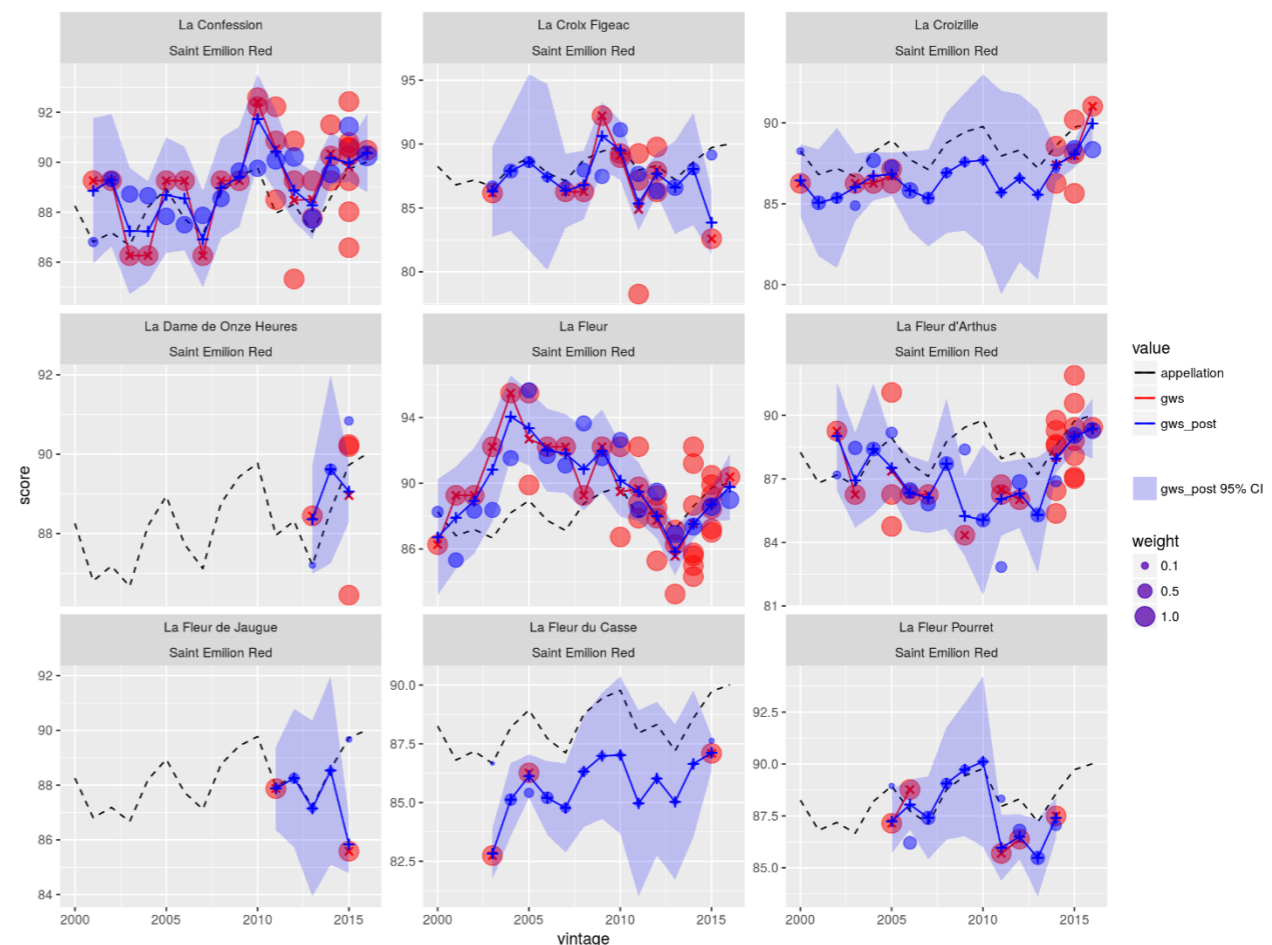 La Confession
Saint Emilion Red
La Croix Figeac
Saint Emilion Red
La Croizille
Saint Emilion Red
92
90
88
86
95
90
85
80
90
85
80
La Dame de Onze Heures
Saint Emilion Red
La Fleur
Saint Emilion Red
La Fleur d'Arthus
Saint Emilion Red
92
90
88
94
90
86
90
87
84
81
La Fleur de Jaugue
Saint Emilion Red
La Fleur du Casse
Saint Emilion Red
La Fleur Pourret
Saint Emilion Red
92
90
88
86
84
90.0
87.5
85.0
82.5
92.5
90.0
87.5
85.0
2000 2005 2010 2015
2000 2005 2010 2015
2000 2005 2010 2015
score
vintage
value
appellation
gws
gws_post
gws_post 95% CI
weight
0.1
0.5
1.0